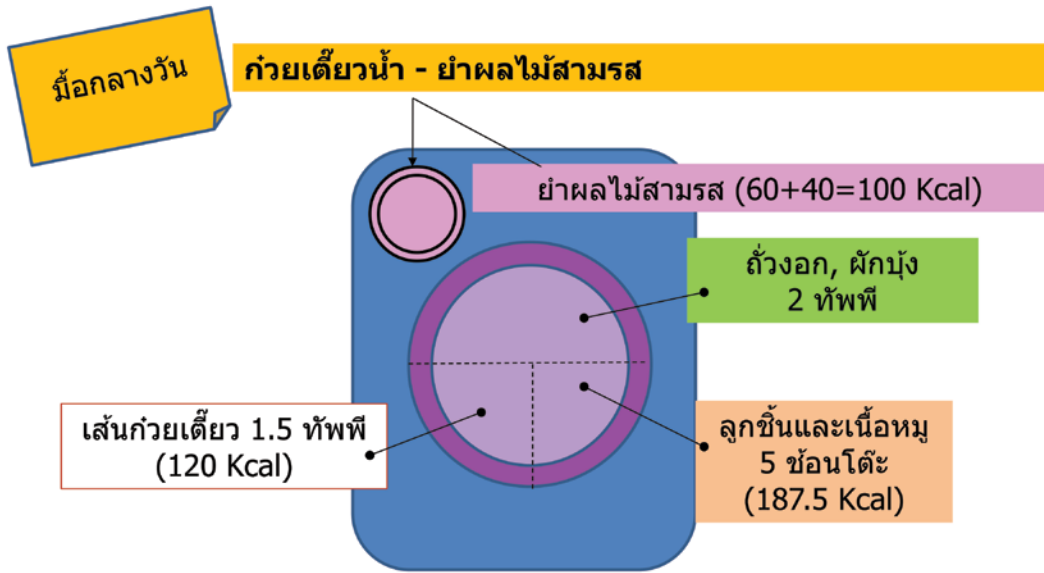 มื้อกลางวัน
ก๋วยเตี๊ยวน้ำ - ยำผลไม้สามรส
ยำผลไม้สามรส (60+40=100 Kcal)
ถั่วงอก, ผักบุ้ง
2 ทัพพี
เส้นก๋วยเตี๊ยว 1.5 ทัพพี
(120 Kcal)
ลูกชิ้นและเนื้อหมู
5 ช้อนโต๊ะ
(187.5 Kcal)